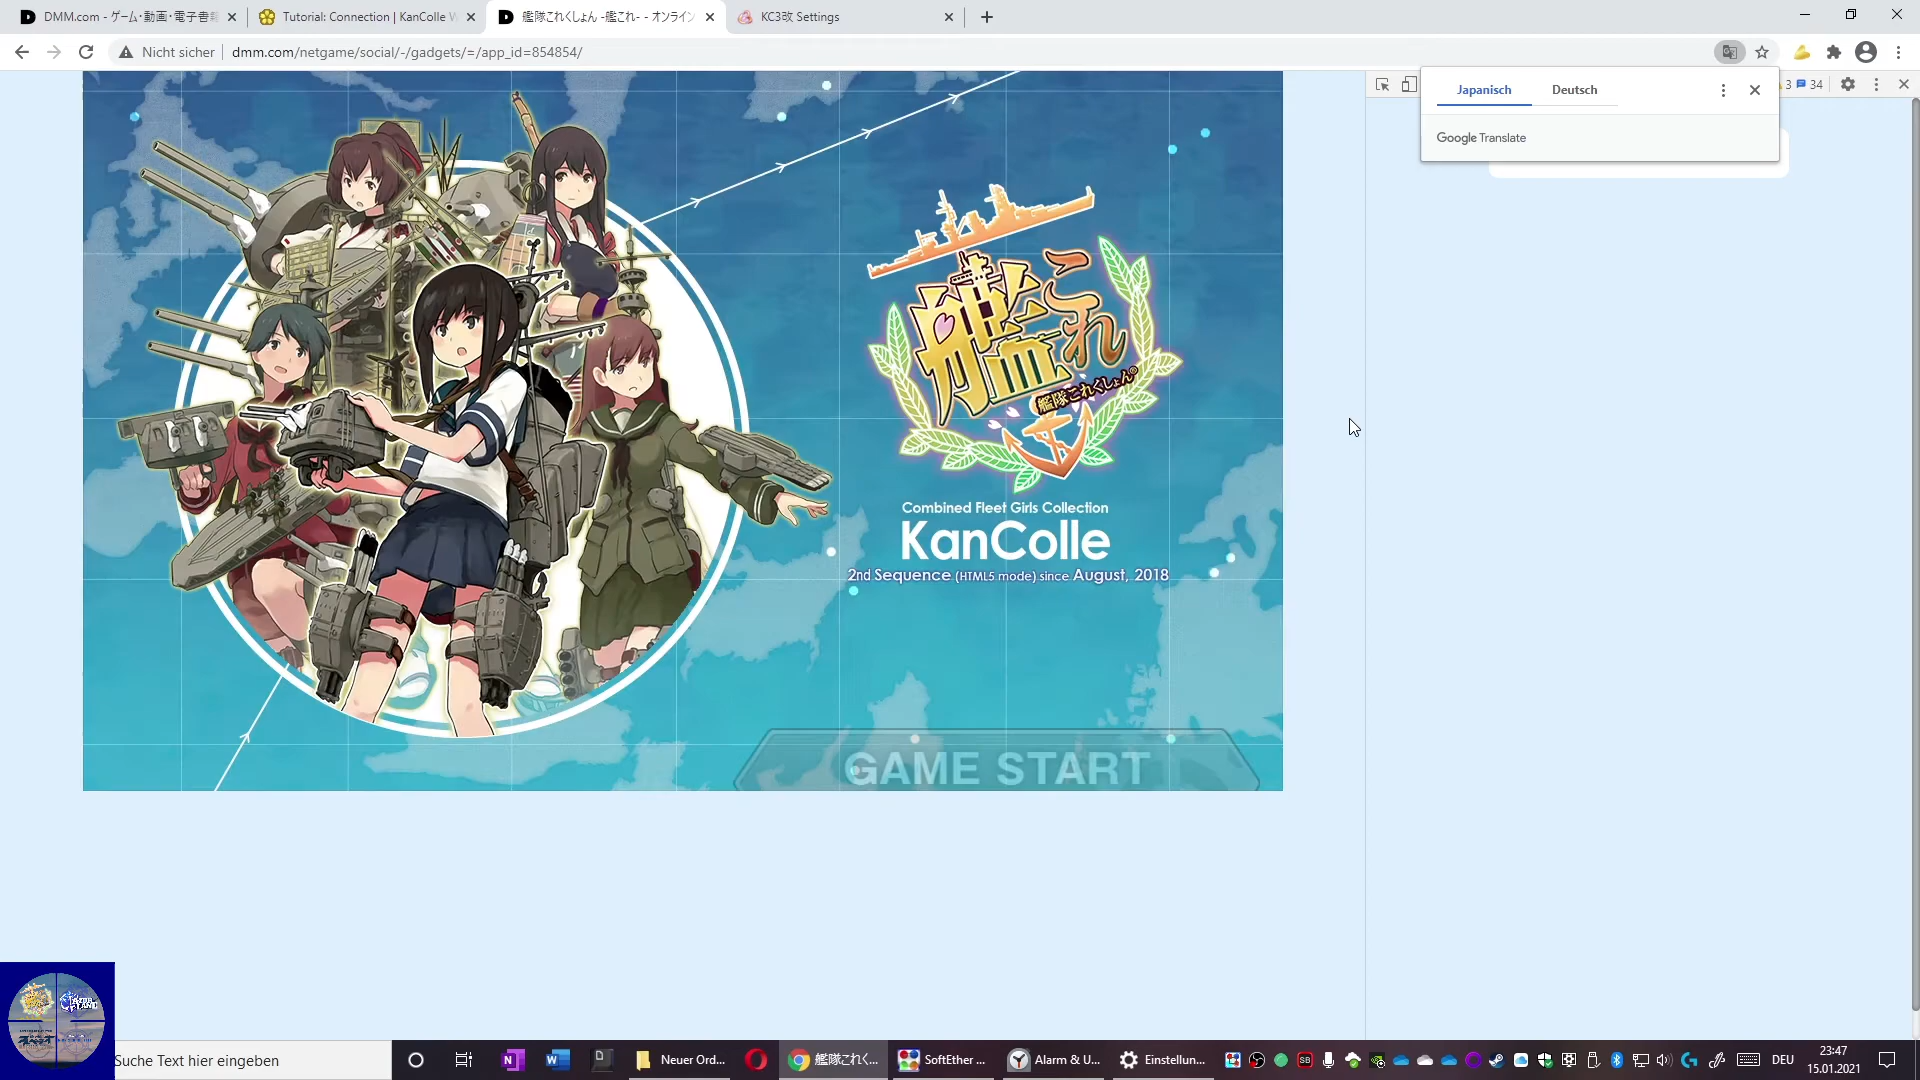 DMM.com - ゲーム・動画・電子書籍
Tutorial: Connection | KanColle W
艦隊これくしょん -艦これ- - オンライン
KC3改 Settings
Nicht sicher
dmm.com/netgame/social/-/gadgets/=/app_id=854854/
Japanisch
Deutsch
3
34
Google Translate
艦これ
艦隊これくしょん
Combined Fleet Girls Collection
KanColle
2nd Sequence (HTML5 mode) since August, 2018
GAME START
Suche Text hier eingeben
Neuer Ord...
艦隊これく...
SoftEther ...
Alarm & U...
Einstellun...
DEU
23:47
15.01.2021